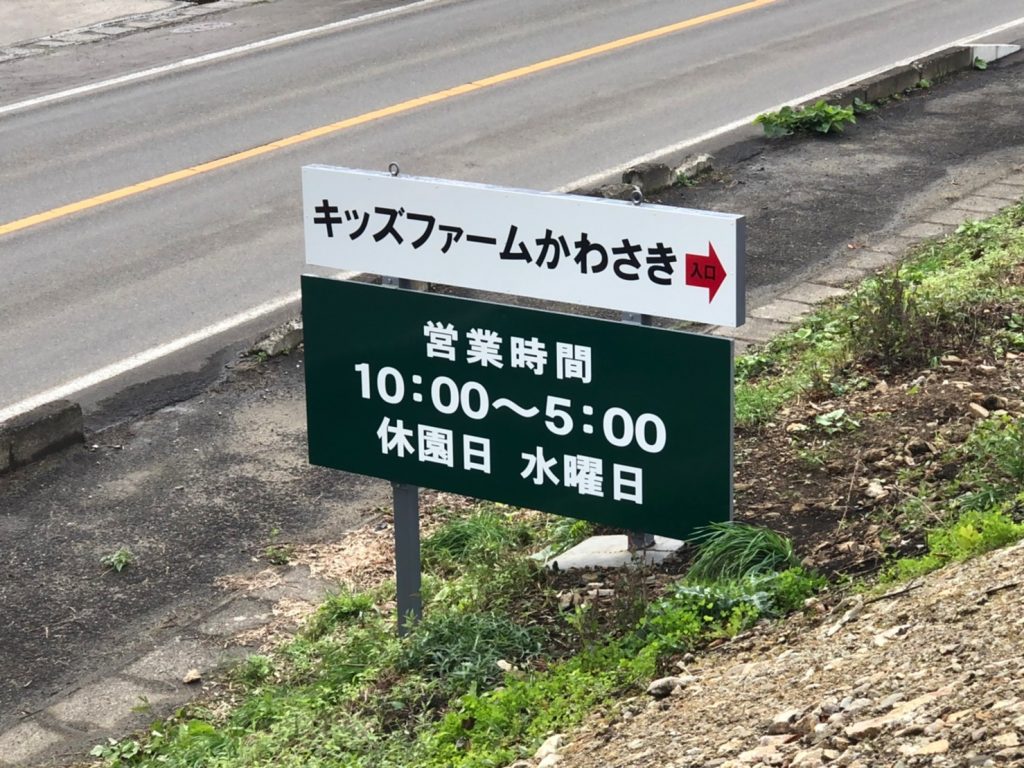 キッズファームかわさき 入口
営業時間
10:00〜5:00
休園日 水曜日